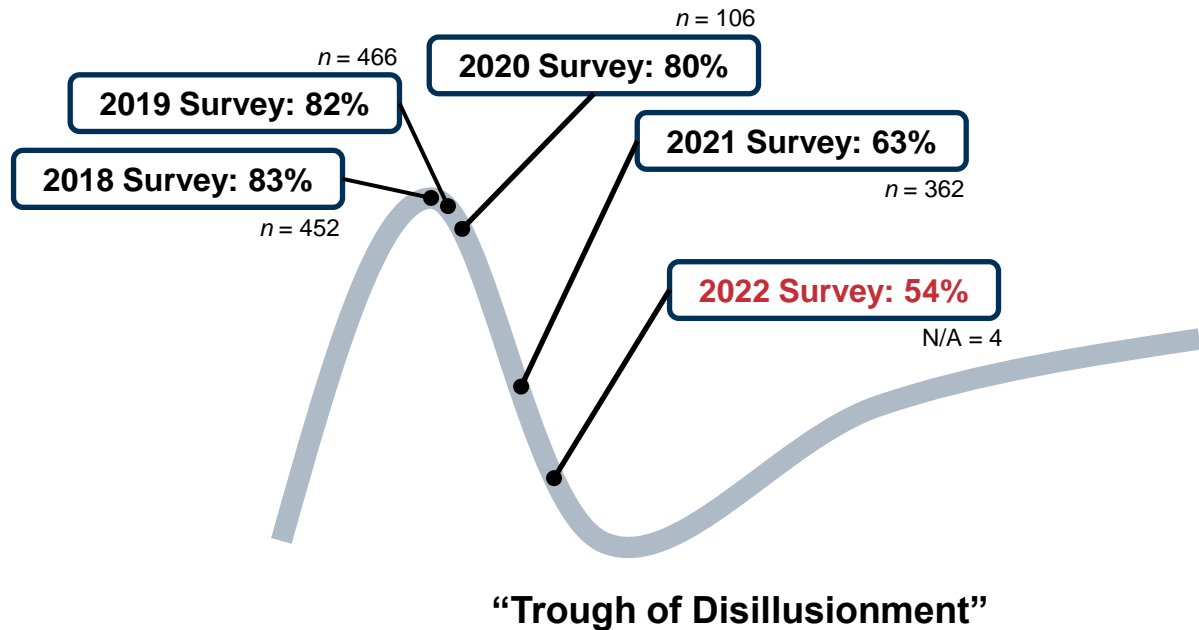 n = 106
2020 Survey: 80%
n = 466
2019 Survey: 82%
2021 Survey: 63%
n = 362
2018 Survey: 83%
n = 452
2022 Survey: 54%
N/A = 4
“Trough of Disillusionment”